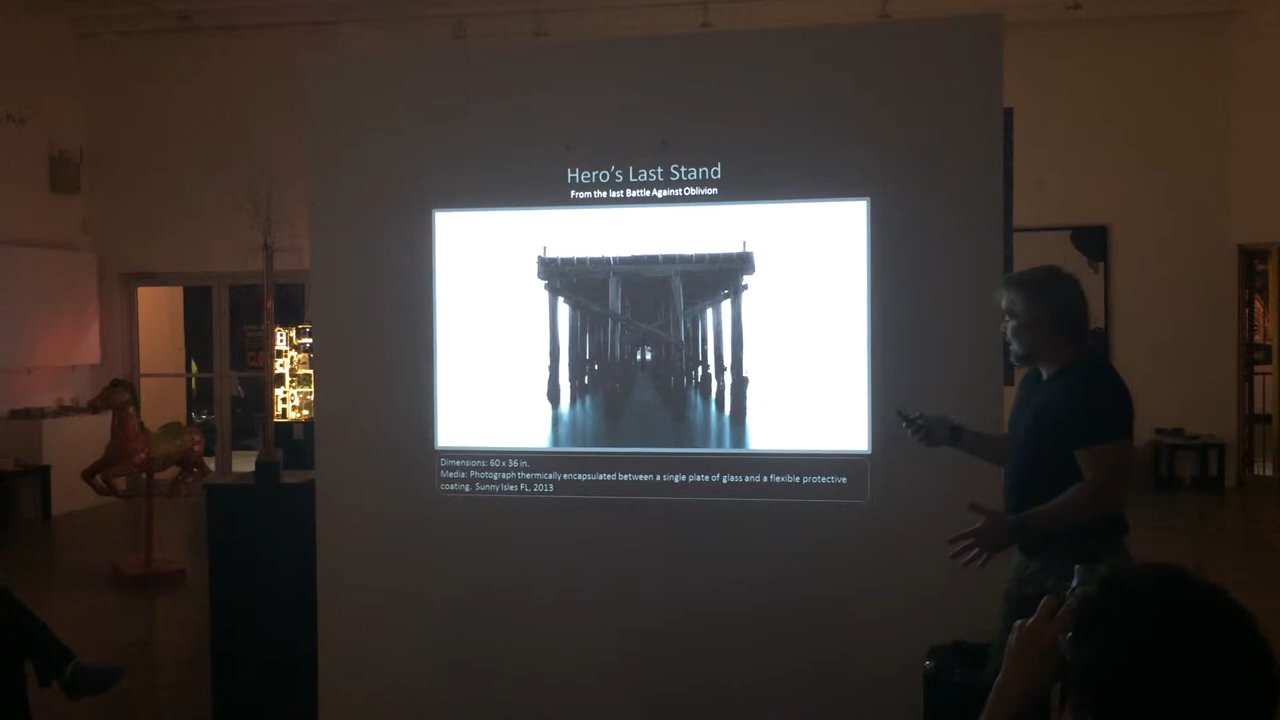 Hero's Last Stand
From the last Battle Against Oblivion
Dimensions: 60 x 36 in.
Media: Photograph thermically encapsulated between a single plate of glass and a flexible protective
coating. Sunny Isles FL, 2013